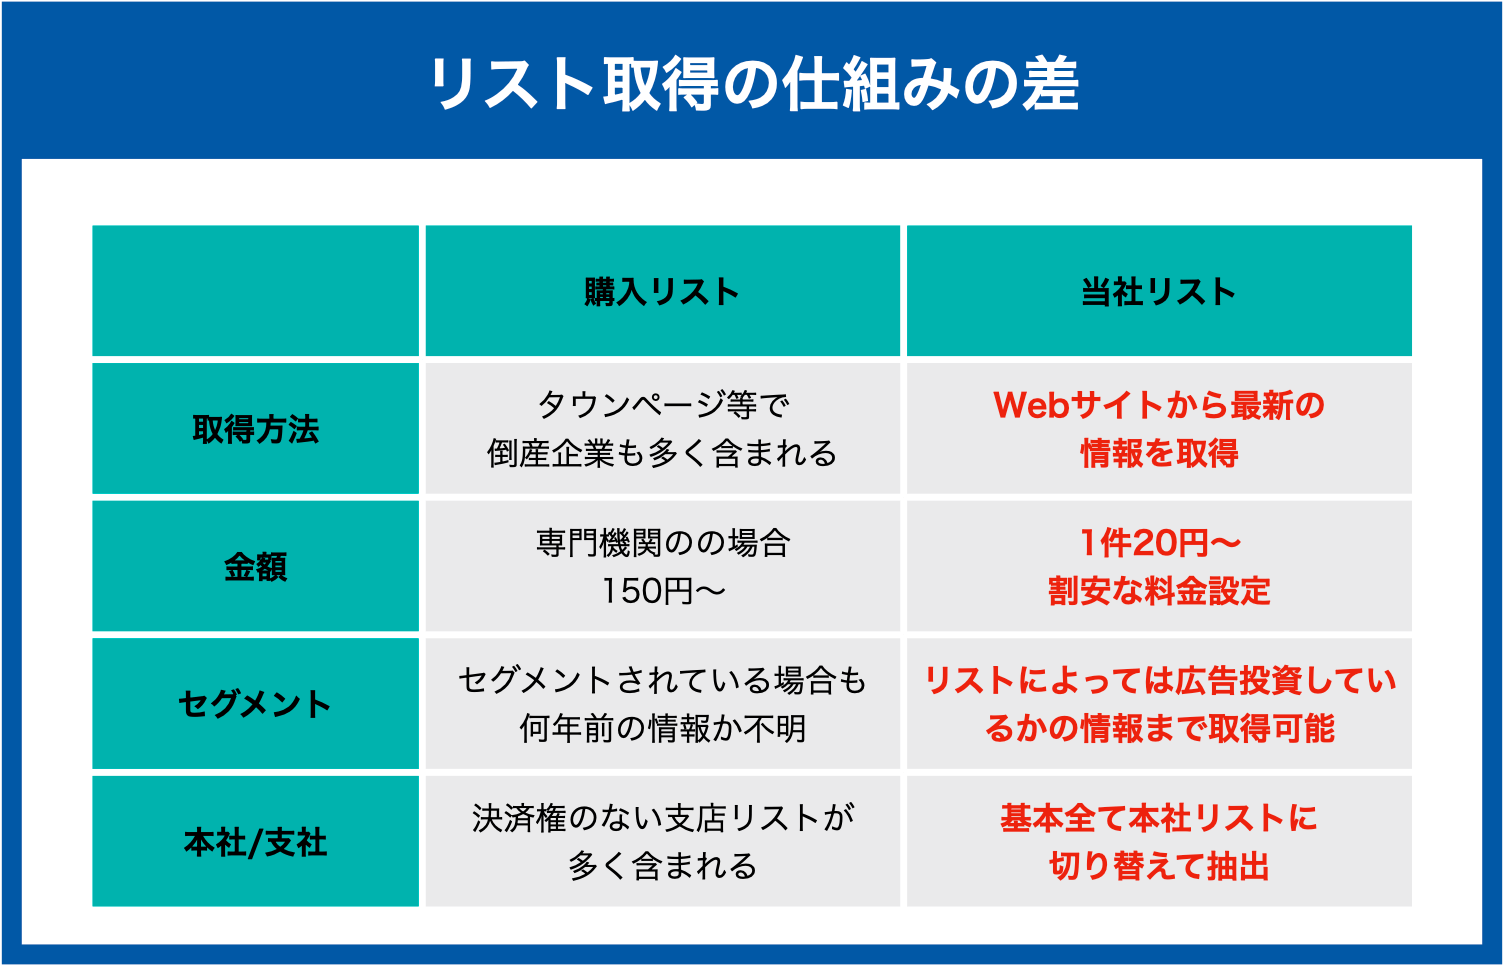 リスト取得の仕組みの差
購入リスト
当社リスト
取得方法
タウンページ等で
倒産企業も多く含まれる
Webサイトから最新の
情報を取得
金額
専門機関のの場合
150円〜
1件20円〜
割安な料金設定
セグメント
セグメントされている場合も
何年前の情報か不明
リストによっては広告投資してい
るかの情報まで取得可能
本社/支社
決済権のない支店リストが
多く含まれる
基本全て本社リストに
切り替えて抽出